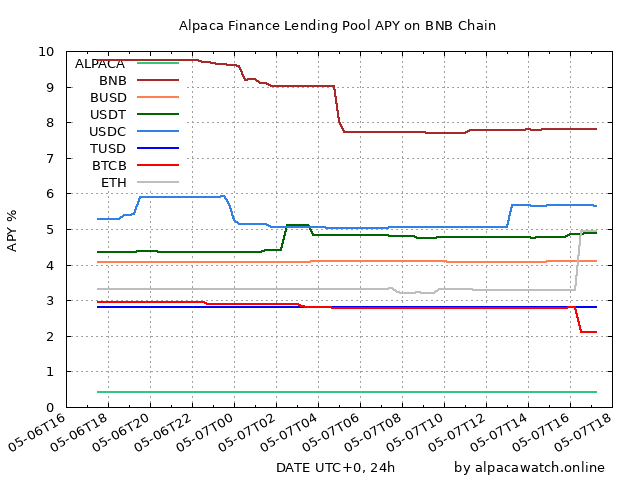 Alpaca Finance Lending Pool APY on BNB Chain
APY %
10
9
8
7
6
5
4
3
2
1
0
ALPACA
BNB
BUSD
USDT
USDC
TUSD
BTCB
ETH
05-06T16
05-06T18
05-06T20
05-06T22
05-07T00
05-07T02
05-07T04
05-07T06
05-07T08
05-07T10
05-07T12
05-07T14
05-07T16
05-07T18
DATE UTC+0, 24h
by alpacawatch.online